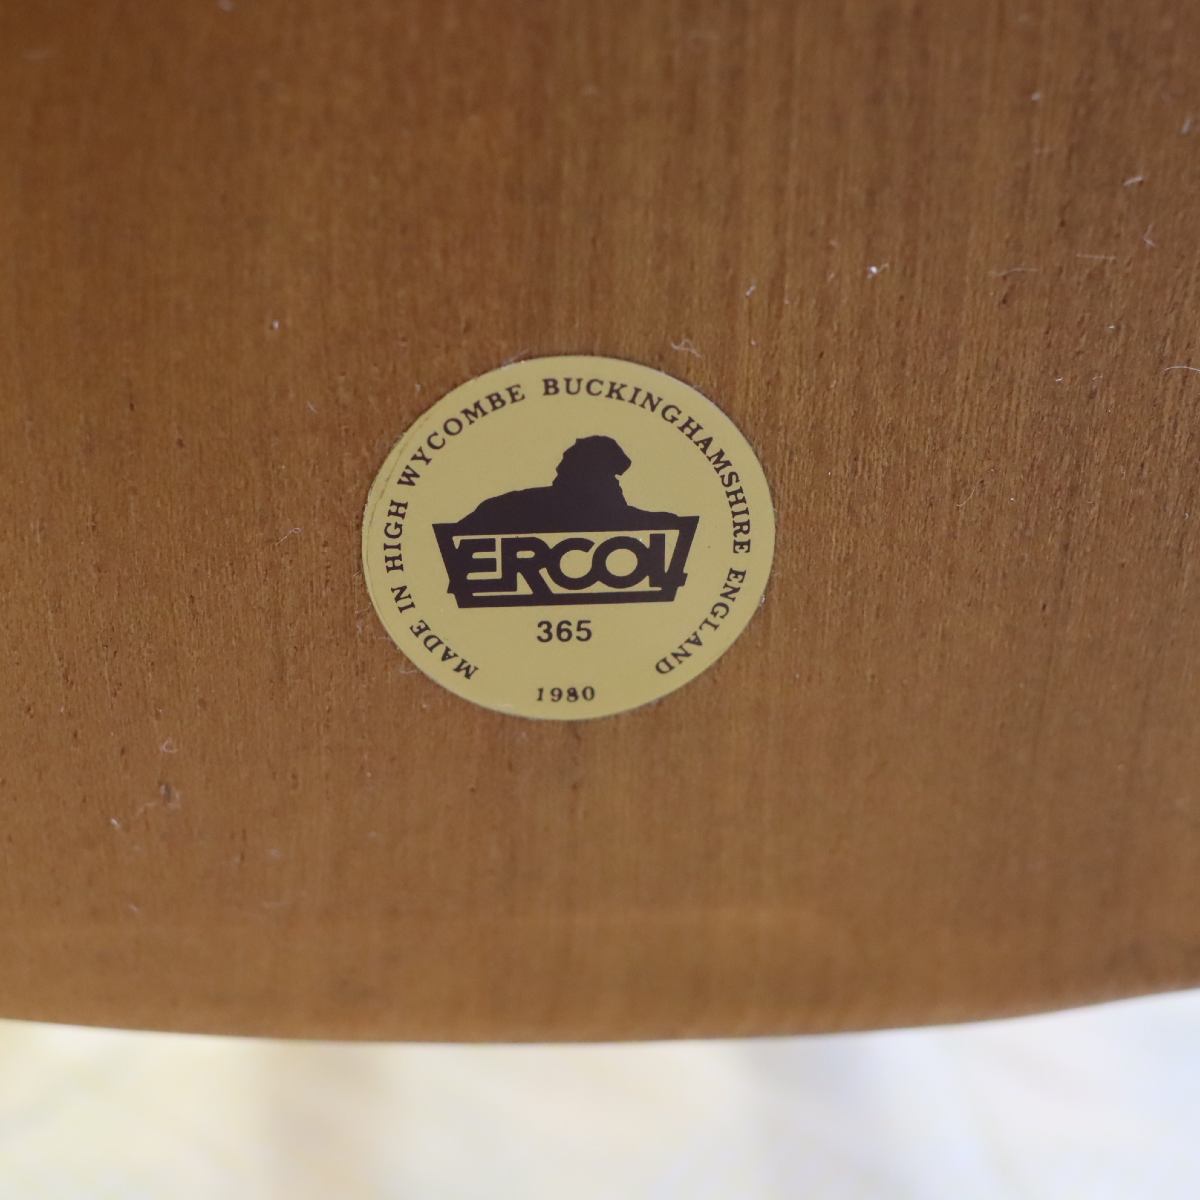 MADE IN HIGH WYCOMBE BUCKINGHAMSHIRE ENGLAND
ERCOL
365
1980